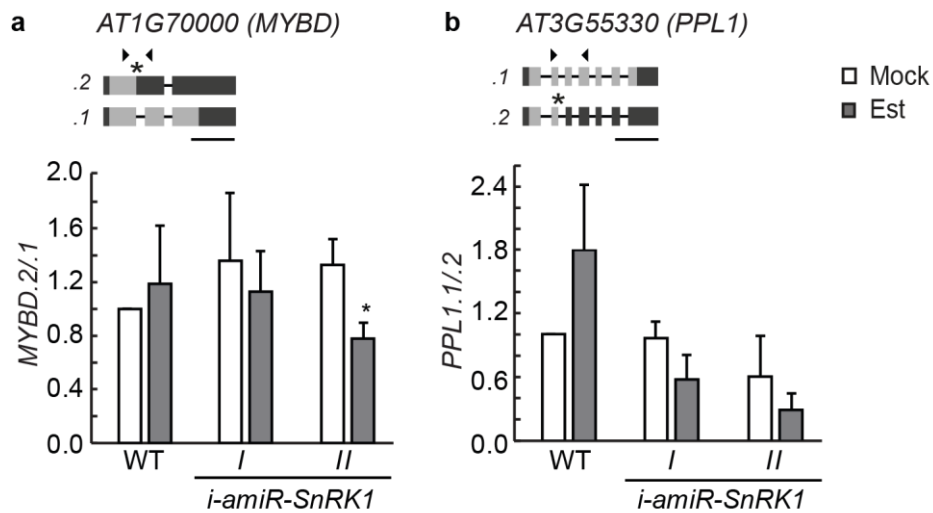 a
AT1G70000 (MYBD)
*
.2
.1
MYBD.2/.1
2.0
1.6
1.2
0.8
0.4
0.0
*
WT
I
II
i-amiR-SnRK1
b
AT3G55330 (PPL1)
.1
*
.2
PPL1.1/.2
2.4
1.8
1.2
0.6
0.0
WT
I
II
i-amiR-SnRK1
Mock
Est